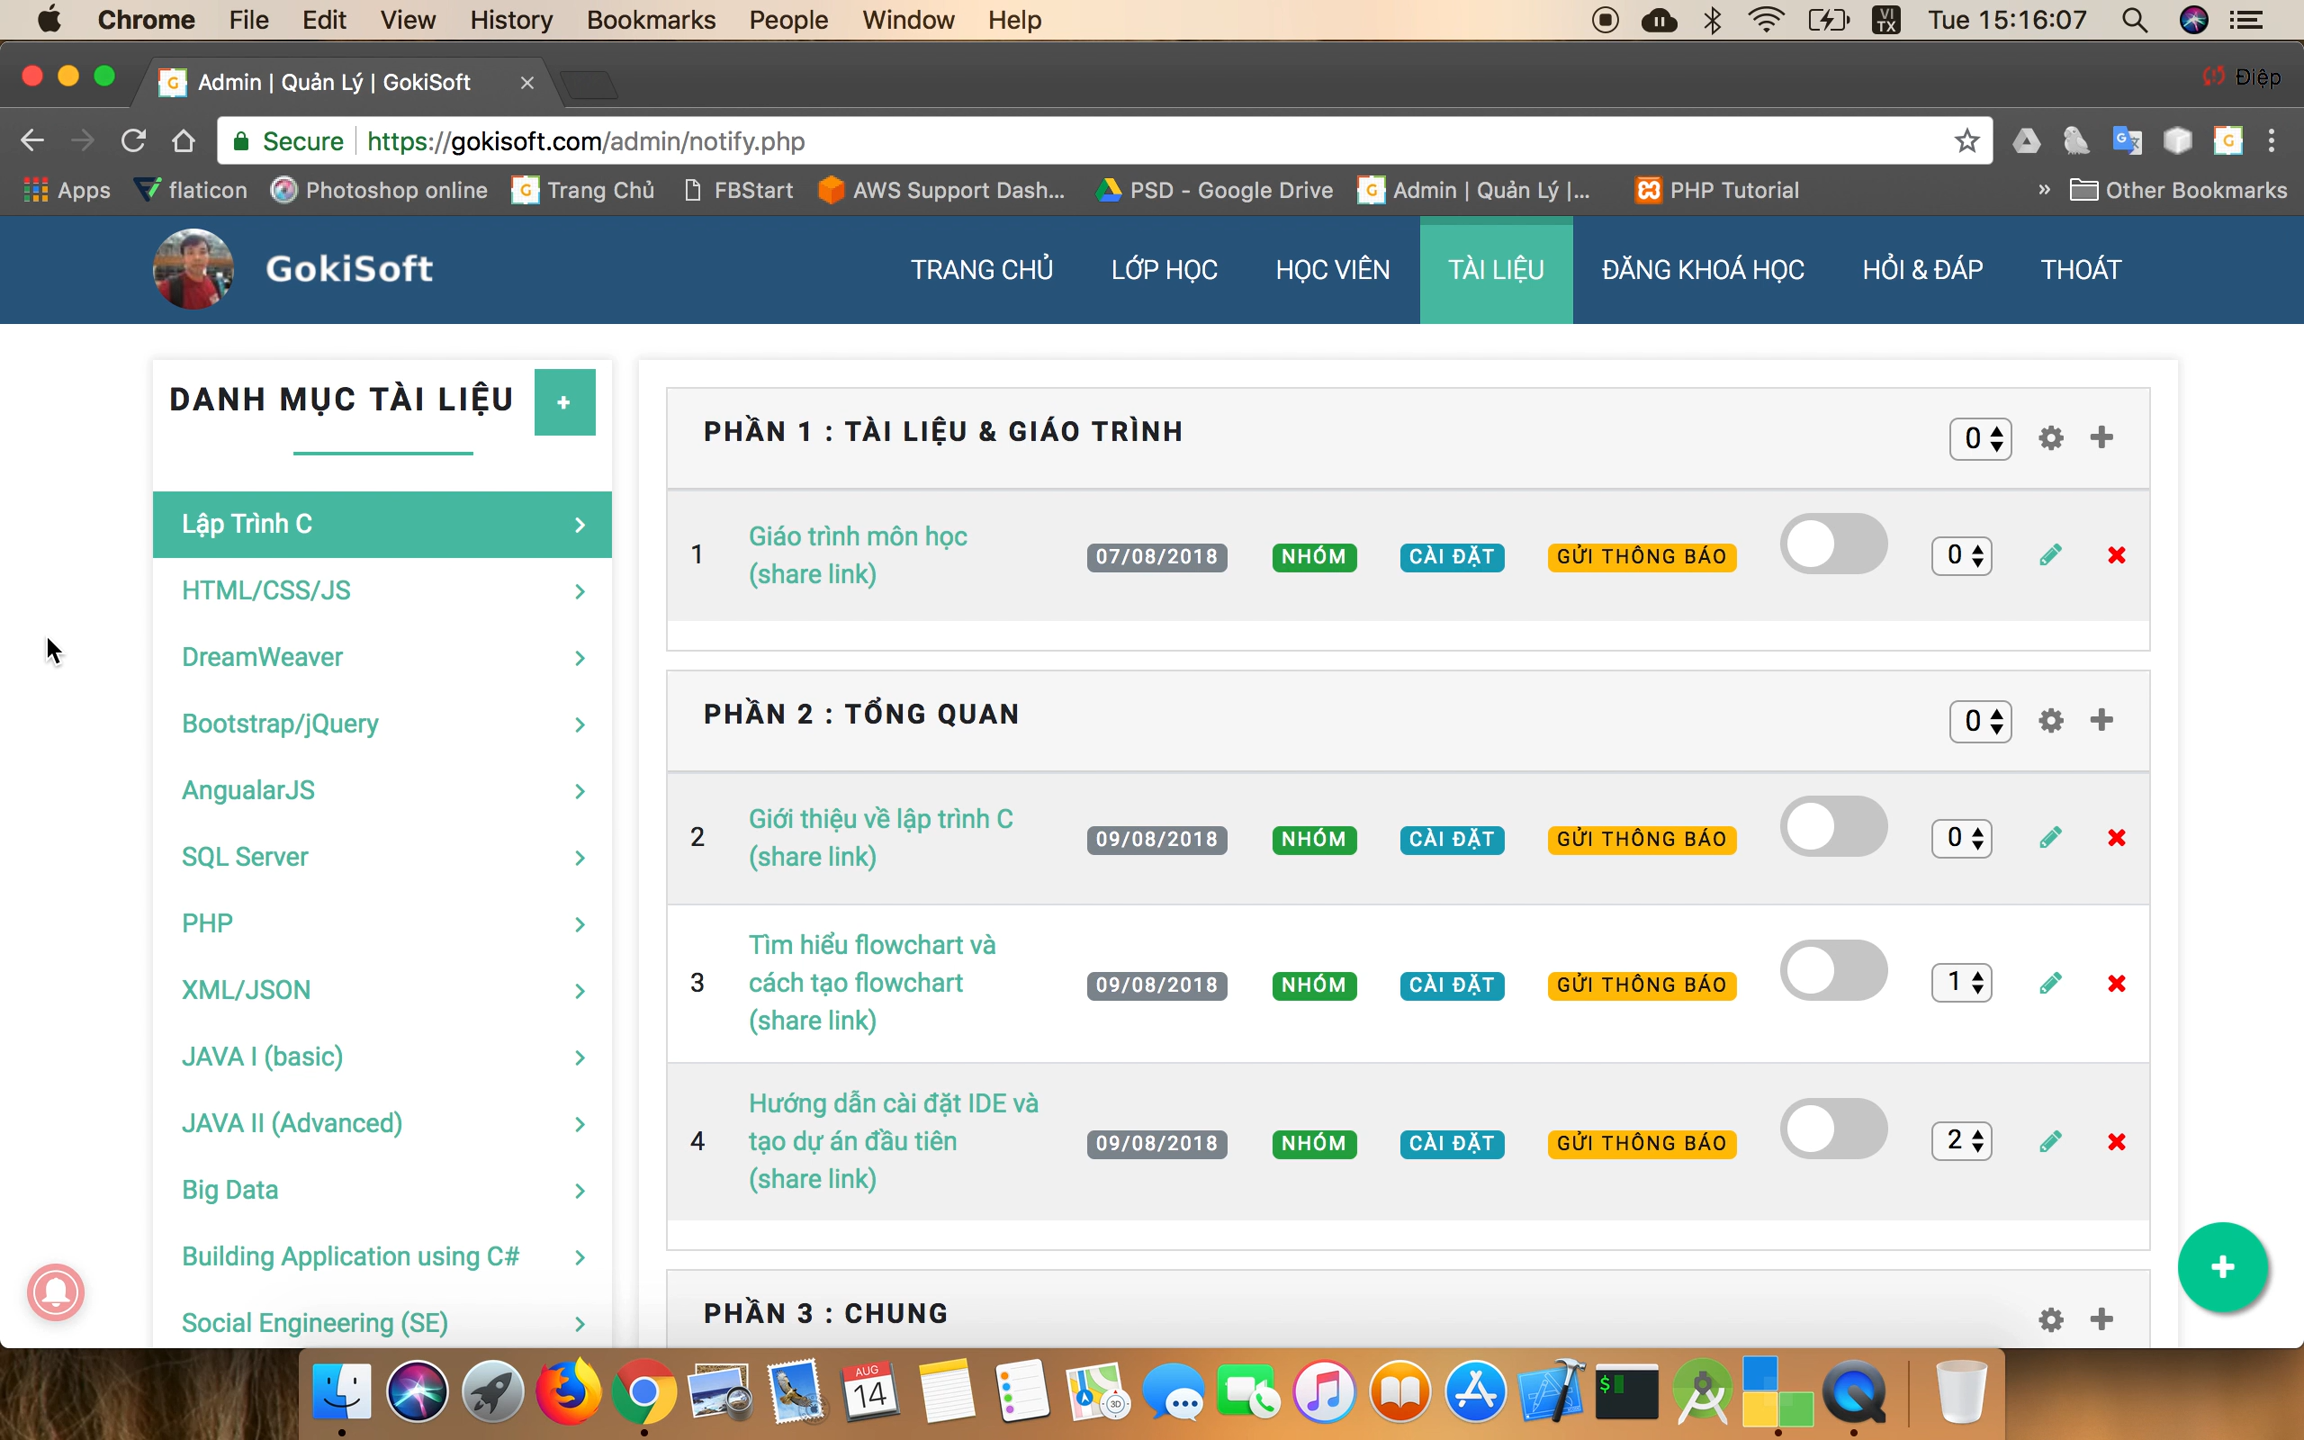 Chrome File Edit View History Bookmarks People Window Help VI TX Tue 15:16:07
Admin | Quản Lý | GokiSoft Điệp
Secure https://gokisoft.com/admin/notify.php
Apps flaticon Photoshop online Trang Chủ FBStart AWS Support Dash... PSD - Google Drive Admin | Quản Lý |... PHP Tutorial » Other Bookmarks
GokiSoft TRANG CHỦ LỚP HỌC HỌC VIÊN TÀI LIỆU ĐĂNG KHOÁ HỌC HỎI & ĐÁP THOÁT
DANH MỤC TÀI LIỆU +
Lập Trình C
HTML/CSS/JS
DreamWeaver
Bootstrap/jQuery
AngualarJS
SQL Server
PHP
XML/JSON
JAVA I (basic)
JAVA II (Advanced)
Big Data
Building Application using C#
Social Engineering (SE)
PHẦN 1 : TÀI LIỆU & GIÁO TRÌNH 0
1 Giáo trình môn học 07/08/2018 NHÓM CÀI ĐẶT GỬI THÔNG BÁO 0
(share link)
PHẦN 2 : TỔNG QUAN 0
2 Giới thiệu về lập trình C 09/08/2018 NHÓM CÀI ĐẶT GỬI THÔNG BÁO 0
(share link)
Tìm hiểu flowchart và
3 cách tạo flowchart 09/08/2018 NHÓM CÀI ĐẶT GỬI THÔNG BÁO 1
(share link)
Hướng dẫn cài đặt IDE và
4 tạo dự án đầu tiên 09/08/2018 NHÓM CÀI ĐẶT GỬI THÔNG BÁO 2
(share link)
PHẦN 3 : CHUNG
AUG
14
3D
$